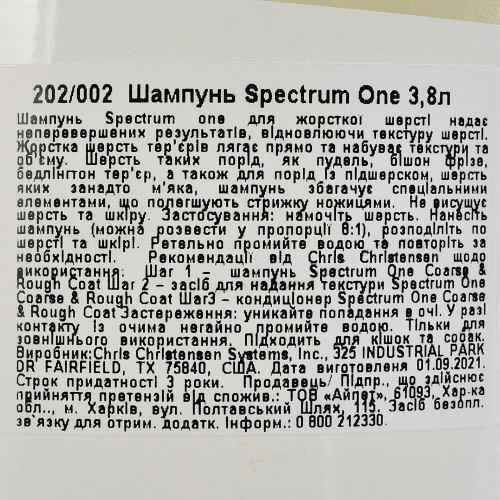 202/002 Шампунь Spectrum One 3,8л
Шампунь Spectrum one для жорсткої шерсті надає
неперевершених результатів, відновлюючи текстуру шерсті.
Жорстка шерсть тер'єрів лягає прямо та набуває текстури та
об'єму. Шерсть таких порід, як пудель, бішон фрізе,
бедлінгтон тер'єр, а також для порід із підшерском, шерсть
яких занадто м'яка, шампунь збагачує спеціальними
елементами, що полегшують стрижку ножицями. Не висушує
шерсть та шкіру. Застосування: намочіть шерсть. Нанесіть
шампунь (можна розвести у пропорції 8:1), розподіліть по
шерсті та шкірі. Ретельно промийте водою та повторіть за
необхідності. Рекомендації від Chris Christensen щодо
використання: Шаг 1 – шампунь Spectrum One Coarse &
Rough Coat Шаг 2 – засіб для надання текстури Spectrum One
Coarse & Rough Coat Шаг3 – кондиціонер Spectrum One Coarse
& Rough Coat Застереження: уникайте попадання в очі. У разі
контакту із очима негайно промийте водою. Тільки для
зовнішнього використання. Підходить для кішок та собак.
Виробник:Chris Christensen Systems, Inc., 325 INDUSTRIAL PARK
DR FAIRFIELD, TX 75840, США. Дата виготовленя 01.09.2021.
Строк придатності 3 роки. Продавець/ Підпр., що здійснює
прийняття претензій від спожив.: ТОВ «Айпет», 61093, Хар-ка
обл.., м. Харків, вул. Полтавський Шлях, 115. Засіб безопл.
зв'язку для отрим. додатк. Інформ.: 0 800 212330.